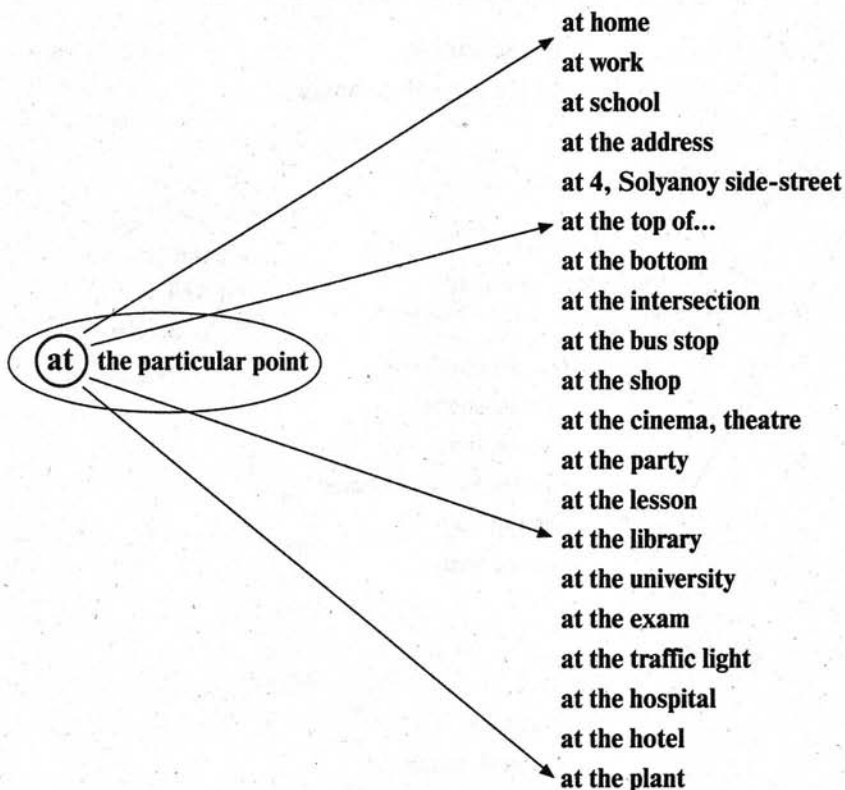 at home
at work
at school
at the address
at 4, Solyanoy side-street
at the top of...
at the bottom
at the intersection
at the bus stop
at the particular point
at the shop
at the cinema, theatre
at the party
at the lesson
at the library
at the university
at the exam
at the traffic light
at the hospital
at the hotel
at the plant